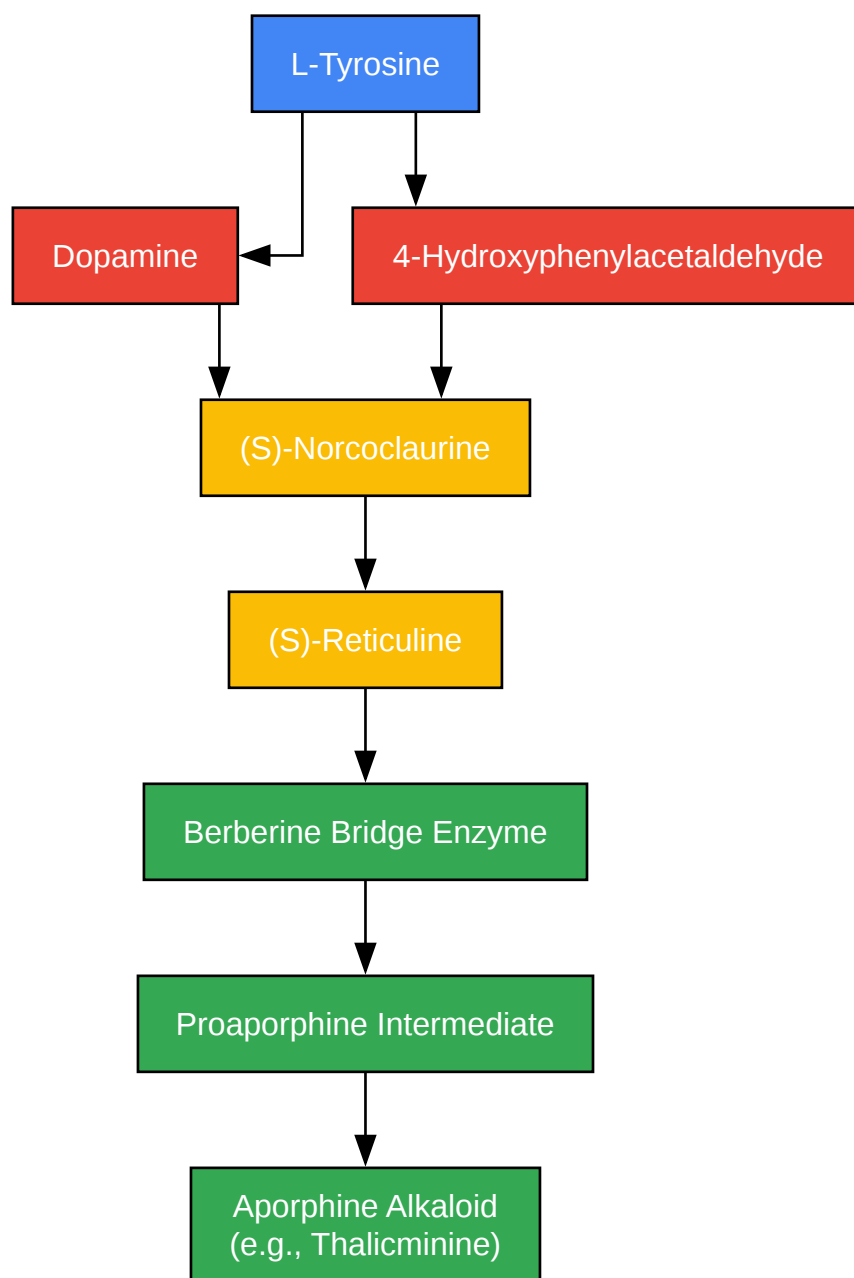 L-Tyrosine
Dopamine
4-Hydroxyphenylacetaldehyde
(S)-Norcoclaurine
(S)-Reticuline
Berberine Bridge Enzyme
Proaporphine Intermediate
Aporphine Alkaloid
(e.g., Thalicminine)